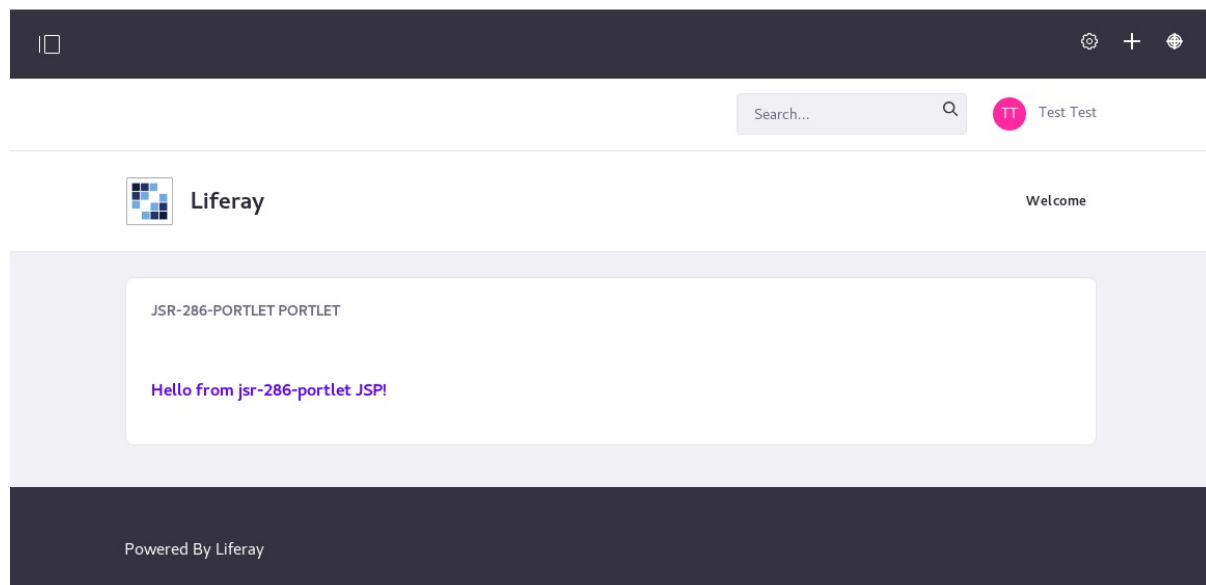 Search...
TT
Test Test
Liferay
Welcome
JSR-286-PORTLET PORTLET
Hello from jsr-286-portlet JSP!
Powered By Liferay